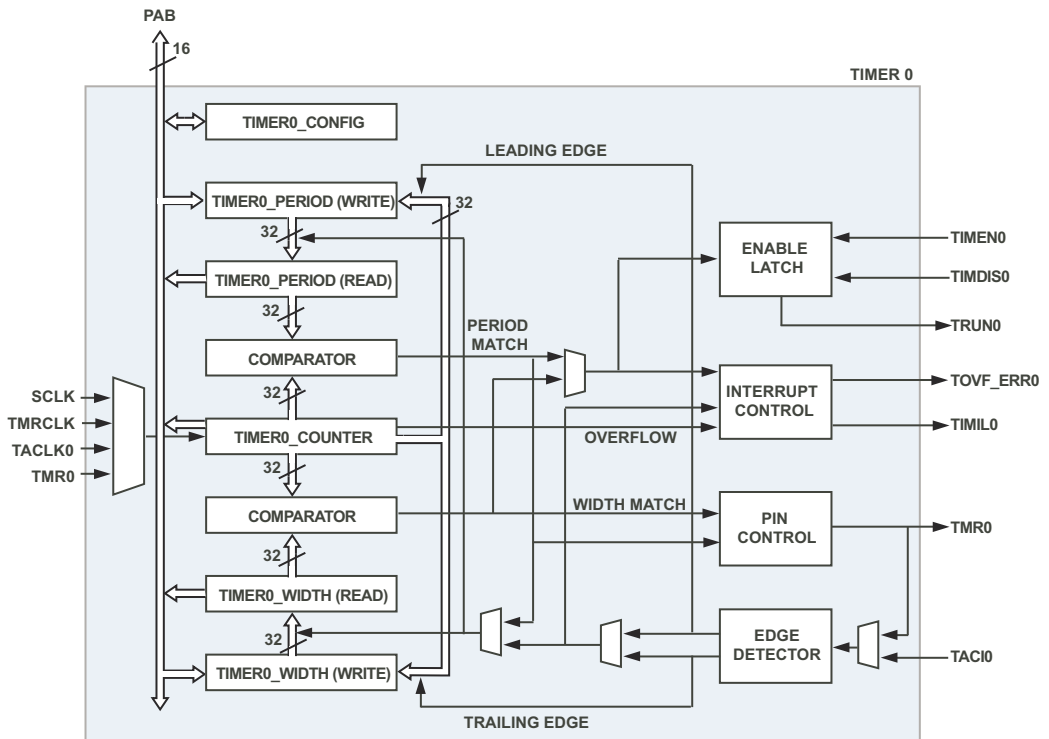 PAB
16
TIMER 0
TIMER0_CONFIG
LEADING EDGE
TIMER0_PERIOD (WRITE)
32
32
TIMER0_PERIOD (READ)
32
ENABLE
LATCH
TIMEN0
TIMDIS0
TRUN0
PERIOD
MATCH
COMPARATOR
32
SCLK
TMRCLK
TACLK0
TMR0
TIMER0_COUNTER
OVERFLOW
INTERRUPT
CONTROL
TOVF_ERR0
TIMIL0
32
COMPARATOR
WIDTH MATCH
PIN
CONTROL
TMR0
32
TIMER0_WIDTH (READ)
32
TIMER0_WIDTH (WRITE)
EDGE
DETECTOR
TACI0
TRAILING EDGE